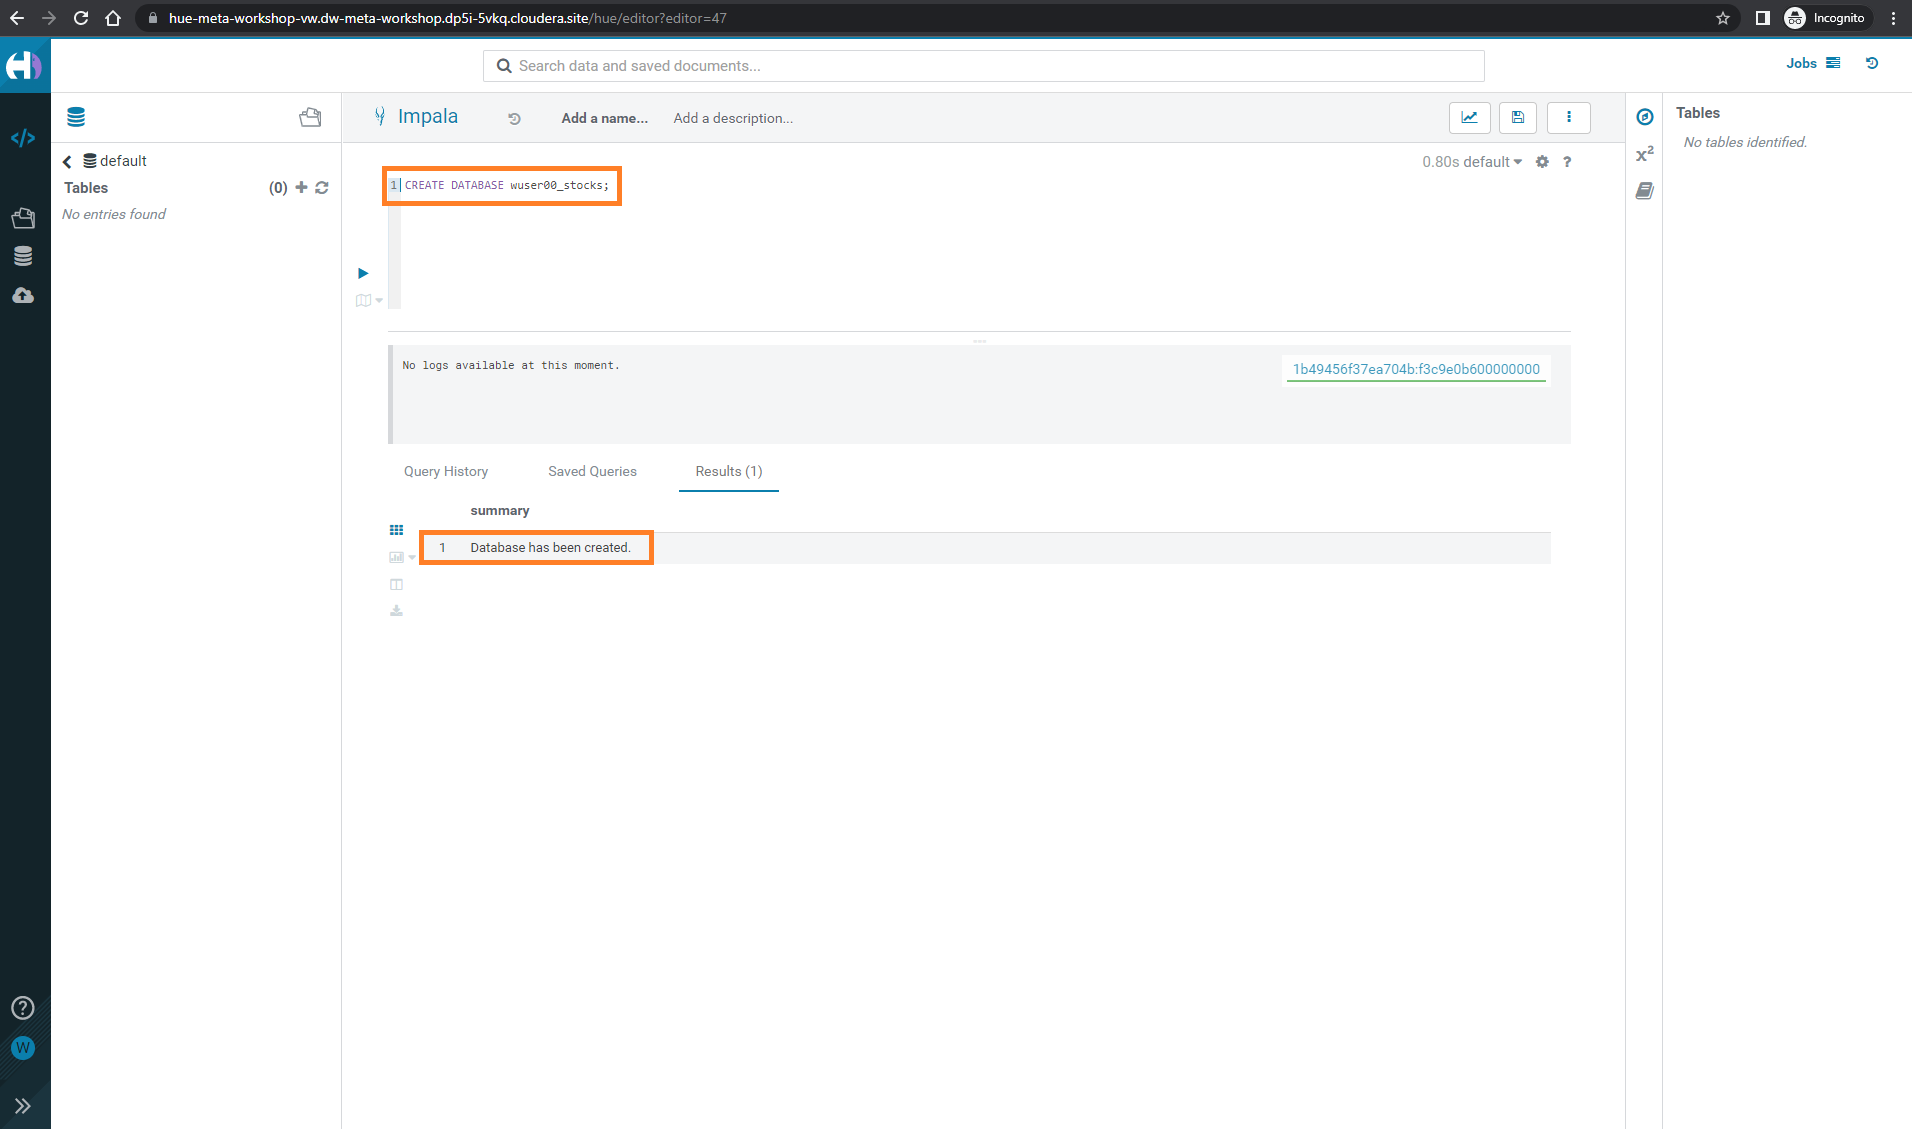 hue-meta-workshop-vw.dw-meta-workshop.dp5i-5vkq.cloudera.site/hue/editor?editor=47
Incognito
Search data and saved documents...
Jobs
Impala
Add a name...
Add a description...
Tables
No tables identified.
default
Tables
(0)
No entries found
0.80s default
?
x²
1 CREATE DATABASE wuser00_stocks;
No logs available at this moment.
1b49456f37ea704b:f3c9e0b600000000
Query History
Saved Queries
Results (1)
summary
1 Database has been created.
?
W